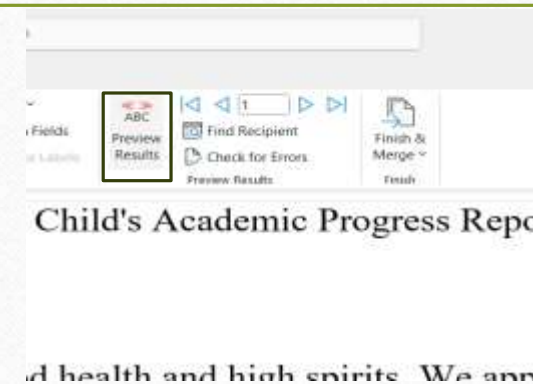 ABC
Preview
Results
1
Find Recipient
Check for Errors
Preview Results
Fields
Labels
Finish &
Merge
Finish
Child's Academic Progress Repo
d health and high spirits. We app